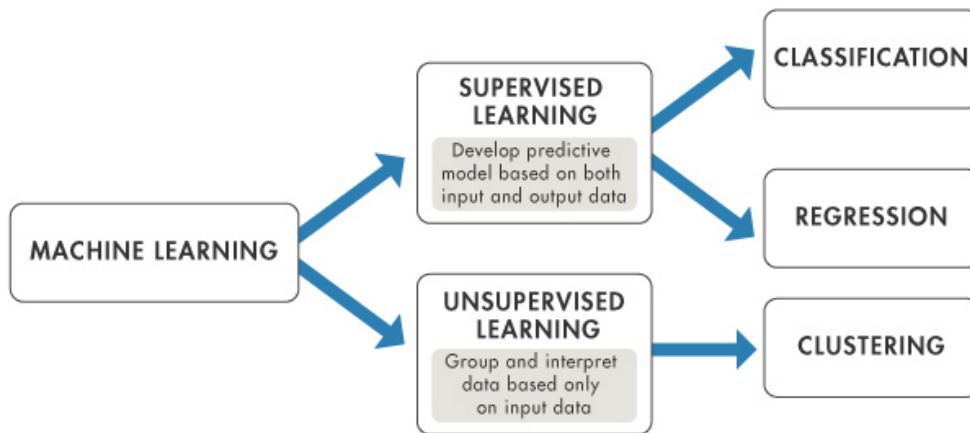 MACHINE LEARNING
SUPERVISED
LEARNING
Develop predictive
model based on both
input and output data
UNSUPERVISED
LEARNING
Group and interpret
data based only
on input data
CLASSIFICATION
REGRESSION
CLUSTERING